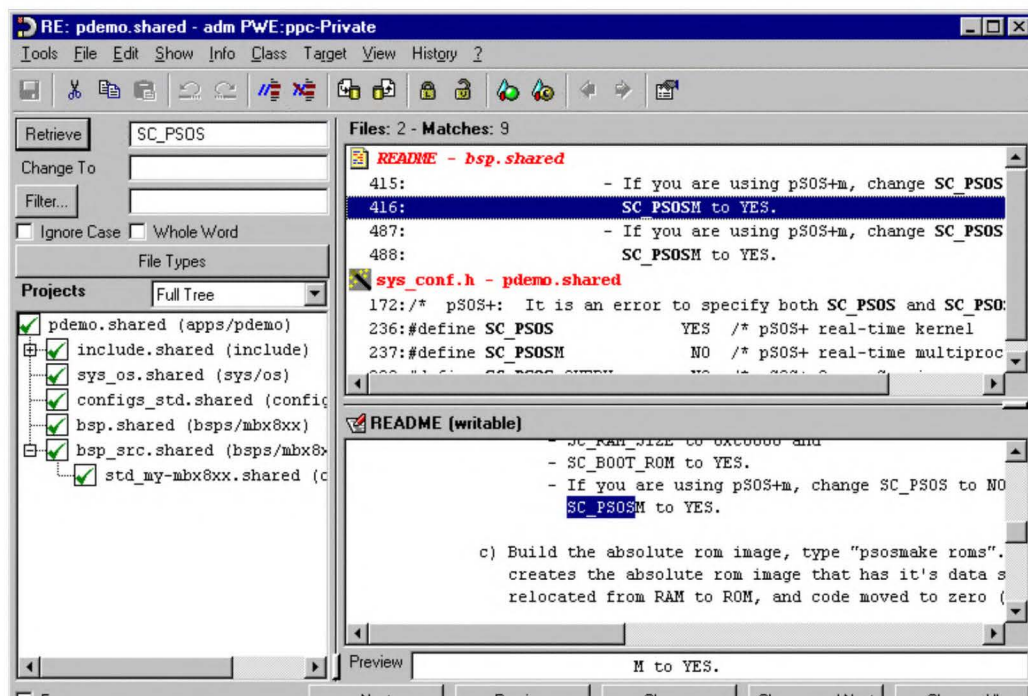 RE: pdemo.shared - adm PWE:ppc-Private
Tools File Edit Show Info Class Target View History ?
Retrieve SC_PSOS
Change To
Filter...
Ignore Case Whole Word
File Types
Projects Full Tree
pdemo.shared (apps/pdemo)
include.shared (include)
sys_os.shared (sys/os)
configs_std.shared (config
bsp.shared (bsps/mbx8xx)
bsp_src.shared (bsps/mbx8x
std_my-mbx8xx.shared (c
Files: 2 - Matches: 9
README - bsp.shared
415: - If you are using pSOS+m, change SC_PSOS
416: SC_PSOSM to YES.
487: - If you are using pSOS+m, change SC_PSOS
488: SC_PSOSM to YES.
sys_conf.h - pdemo.shared
172:/* pSOS+: It is an error to specify both SC_PSOS and SC_PSO
236:#define SC_PSOS YES /* pSOS+ real-time kernel
237:#define SC_PSOSM NO /* pSOS+ real-time multiproc
README (writable)
- SC_RAM_SIZE to 0xc0000 and
- SC_BOOT_ROM to YES.
- If you are using pSOS+m, change SC_PSOS to NO
SC_PSOSM to YES.
c) Build the absolute rom image, type "psosmake roms".
creates the absolute rom image that has it's data s
relocated from RAM to ROM, and code moved to zero (
Preview M to YES.